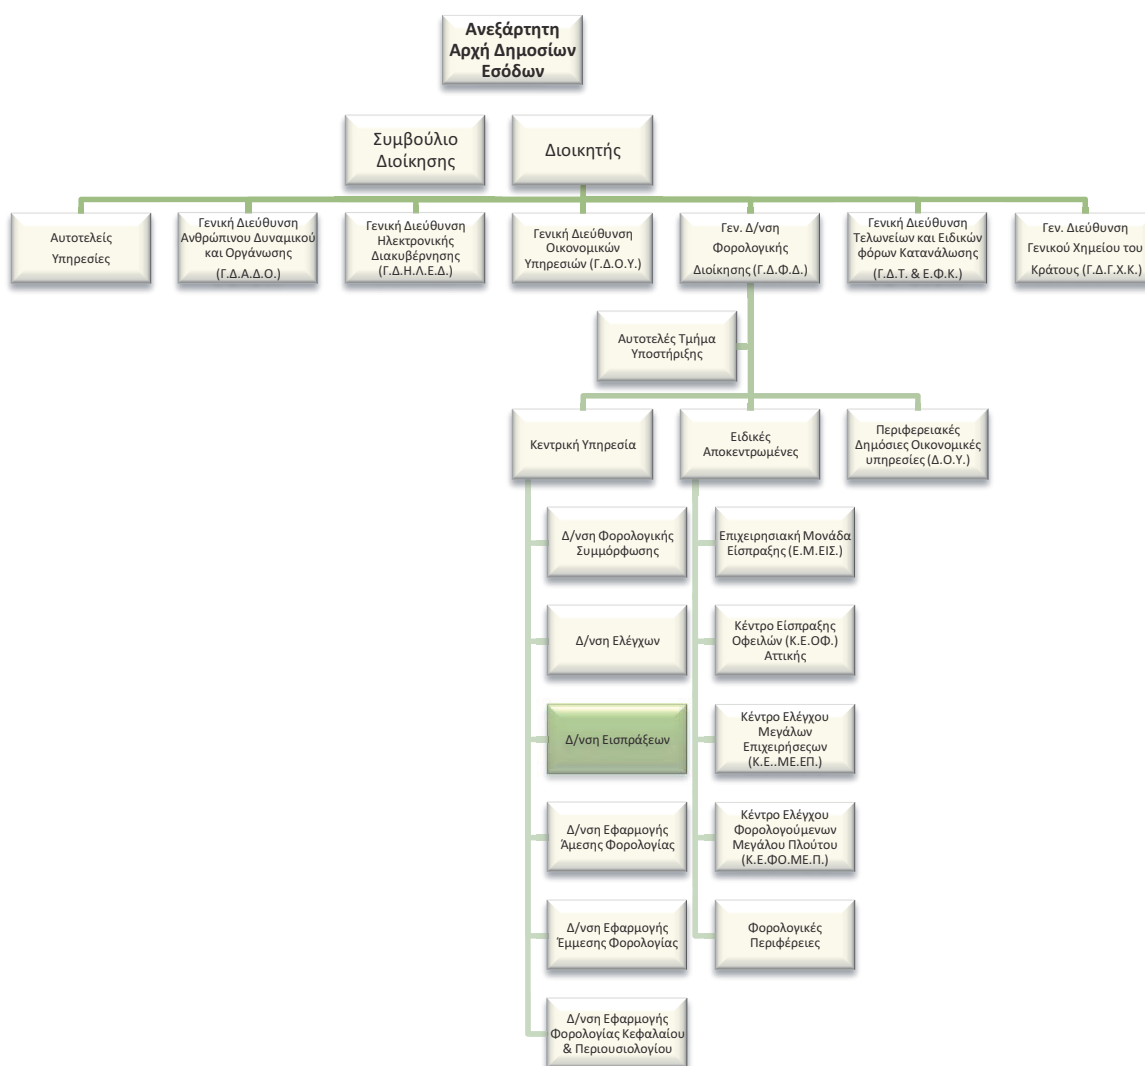 Ανεξάρτητη
Αρχή Δημοσίων
Εσόδων
Συμβούλιο
Διοίκησης
Διοικητής
Αυτοτελείς
Υπηρεσίες
Γενική Διεύθυνση
Ανθρώπινου Δυναμικού
και Οργάνωσης
(Γ.Δ.Α.Δ.Ο.)
Γενική Διεύθυνση
Ηλεκτρονικής
Διακυβέρνησης
(Γ.Δ.Η.Λ.Ε.Δ.)
Γενική Διεύθυνση
Οικονομικών
Υπηρεσιών (Γ.Δ.Ο.Υ.)
Γεν. Δ/νση
Φορολογικής
Διοίκησης (Γ.Δ.Φ.Δ.)
Γενική Διεύθυνση
Τελωνείων και Ειδικών
φόρων Κατανάλωσης
(Γ.Δ.Τ. & Ε.Φ.Κ.)
Γεν. Διεύθυνση
Γενικού Χημείου του
Κράτους (Γ.Δ.Γ.Χ.Κ.)
Αυτοτελές Τμήμα
Υποστήριξης
Κεντρική Υπηρεσία
Ειδικές
Αποκεντρωμένες
Περιφερειακές
Δημόσιες Οικονομικές
υπηρεσίες (Δ.Ο.Υ.)
Δ/νση Φορολογικής
Συμμόρφωσης
Δ/νση Ελέγχων
Δ/νση Εισπράξεων
Δ/νση Εφαρμογής
Άμεσης Φορολογίας
Δ/νση Εφαρμογής
Έμμεσης Φορολογίας
Δ/νση Εφαρμογής
Φορολογίας Κεφαλαίου
& Περιουσιολογίου
Επιχειρησιακή Μονάδα
Είσπραξης (Ε.Μ.ΕΙΣ.)
Κέντρο Είσπραξης
Οφειλών (Κ.Ε.ΟΦ.)
Αττικής
Κέντρο Ελέγχου
Μεγάλων
Επιχειρήσεςων
(Κ.Ε..ΜΕ.ΕΠ.)
Κέντρο Ελέγχου
Φορολογούμενων
Μεγάλου Πλούτου
(Κ.Ε.ΦΟ.ΜΕ.Π.)
Φορολογικές
Περιφέρειες